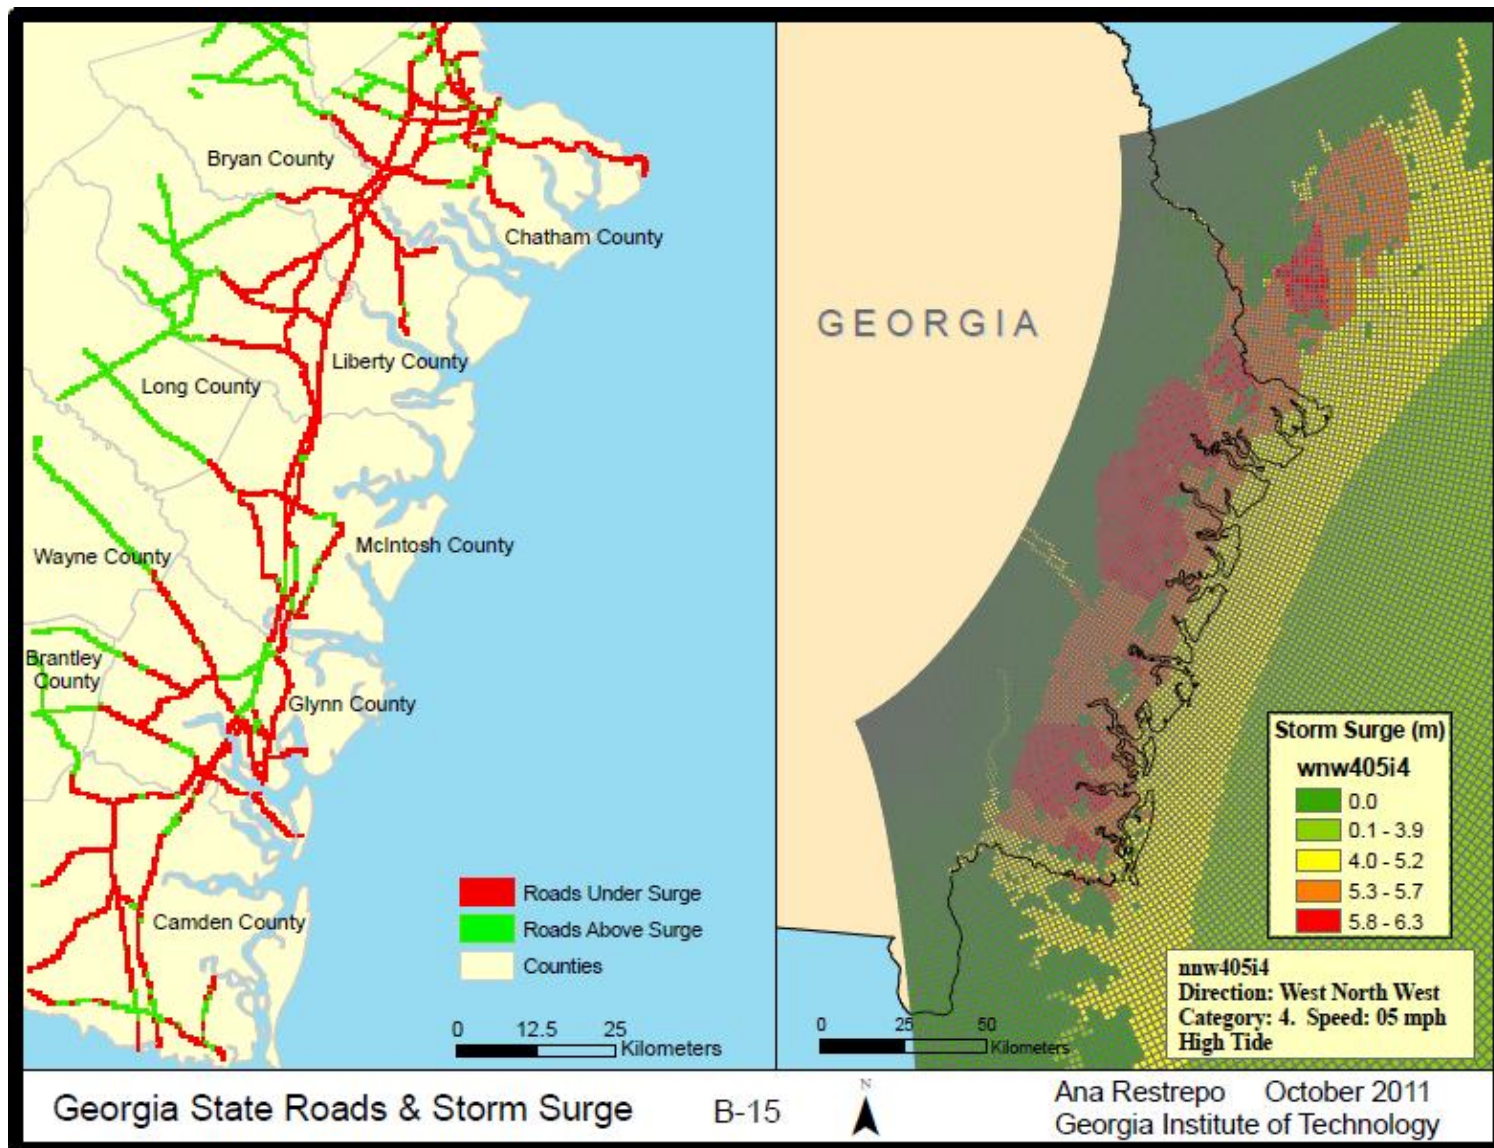 Bryan County
Chatham County
Liberty County
Long County
McIntosh County
Wayne County
Brantley
County
Glynn County
Camden County
Roads Under Surge
Roads Above Surge
Counties
0 12.5 25
Kilometers
GEORGIA
Storm Surge (m)
wnw405i4
0.0
0.1 - 3.9
4.0 - 5.2
5.3 - 5.7
5.8 - 6.3
nnw405i4
Direction: West North West
Category: 4. Speed: 05 mph
High Tide
0 25 50
Kilometers
Georgia State Roads & Storm Surge
B-15
N
Ana Restrepo October 2011
Georgia Institute of Technology